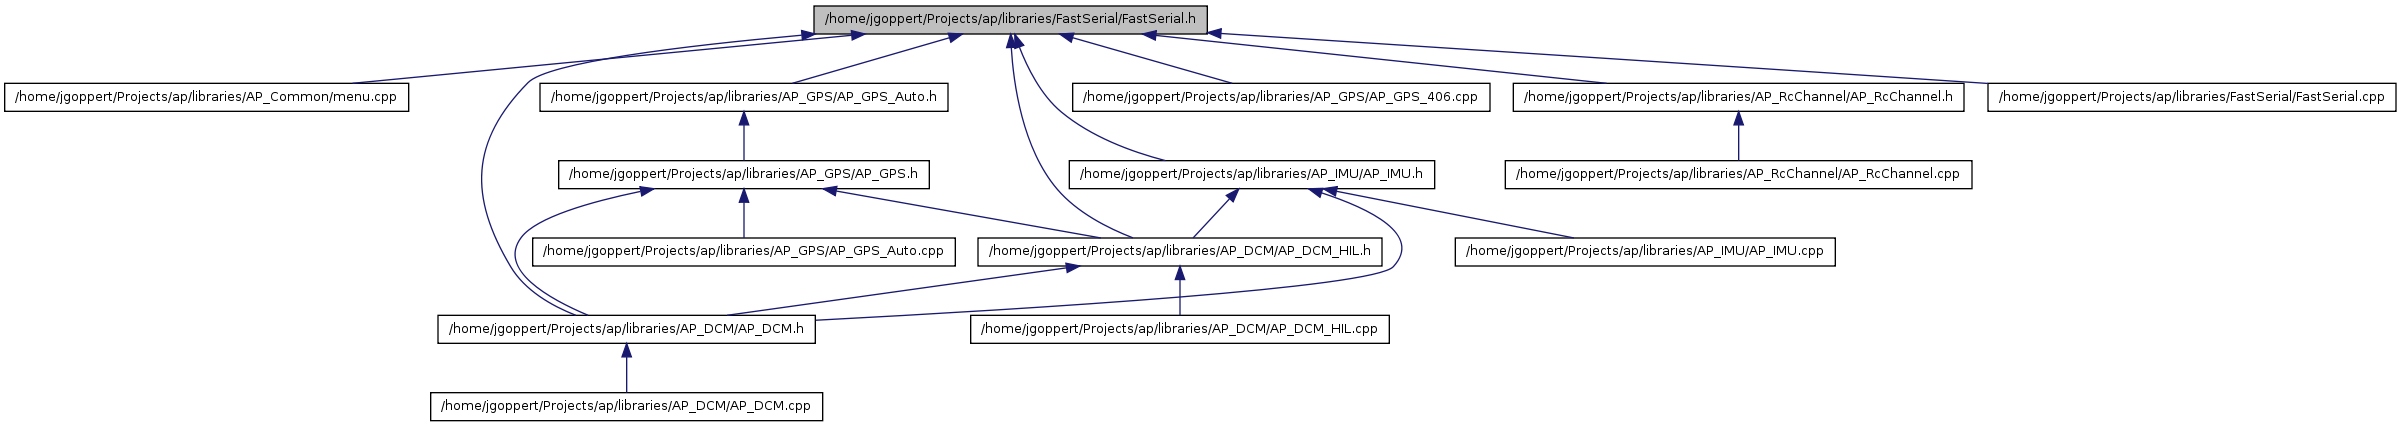 /home/jgoppert/Projects/ap/libraries/FastSerial/FastSerial.h
/home/jgoppert/Projects/ap/libraries/AP_Common/menu.cpp
/home/jgoppert/Projects/ap/libraries/AP_GPS/AP_GPS_Auto.h
/home/jgoppert/Projects/ap/libraries/AP_GPS/AP_GPS_406.cpp
/home/jgoppert/Projects/ap/libraries/AP_RcChannel/AP_RcChannel.h
/home/jgoppert/Projects/ap/libraries/FastSerial/FastSerial.cpp
/home/jgoppert/Projects/ap/libraries/AP_GPS/AP_GPS.h
/home/jgoppert/Projects/ap/libraries/AP_IMU/AP_IMU.h
/home/jgoppert/Projects/ap/libraries/AP_RcChannel/AP_RcChannel.cpp
/home/jgoppert/Projects/ap/libraries/AP_GPS/AP_GPS_Auto.cpp
/home/jgoppert/Projects/ap/libraries/AP_DCM/AP_DCM_HIL.h
/home/jgoppert/Projects/ap/libraries/AP_IMU/AP_IMU.cpp
/home/jgoppert/Projects/ap/libraries/AP_DCM/AP_DCM.h
/home/jgoppert/Projects/ap/libraries/AP_DCM/AP_DCM_HIL.cpp
/home/jgoppert/Projects/ap/libraries/AP_DCM/AP_DCM.cpp